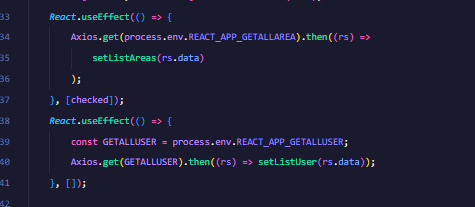 33 React.useEffect(() => {
34 Axios.get(process.env.REACT_APP_GETALLAREA).then((rs) =>
35 setListAreas(rs.data)
36 );
37 }, [checked]);
38 React.useEffect(() => {
39 const GETALLUSER = process.env.REACT_APP_GETALLUSER;
40 Axios.get(GETALLUSER).then((rs) => setListUser(rs.data));
41 }, []);
42